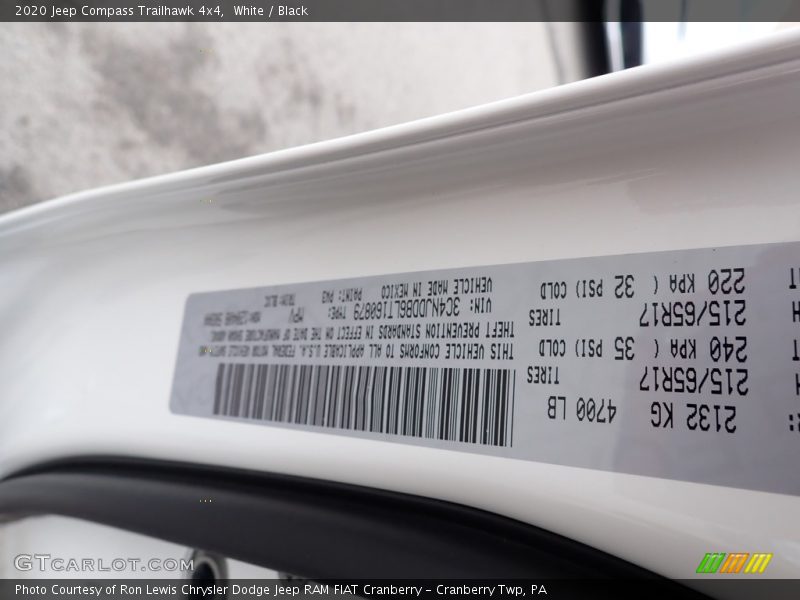 2020 Jeep Compass Trailhawk 4x4, White / Black
2132 KG 4700 LB
215/65R17 TIRES
240 KPA ( 35 PSI) COLD
215/65R17 TIRES
220 KPA ( 32 PSI) COLD
THIS VEHICLE CONFORMS TO ALL APPLICABLE U.S.A. FEDERAL MOTOR VEHICLE
THEFT PREVENTION STANDARDS IN EFFECT ON THE DATE OF MANUFACTURE SHOWN ABOVE.
VIN: 3C4NJDDB6LT160879 TYPE: MPV
VEHICLE MADE IN MEXICO PAINT: PW3 TRIM:
GTCARLOT.COM
Photo Courtesy of Ron Lewis Chrysler Dodge Jeep RAM FIAT Cranberry – Cranberry Twp, PA